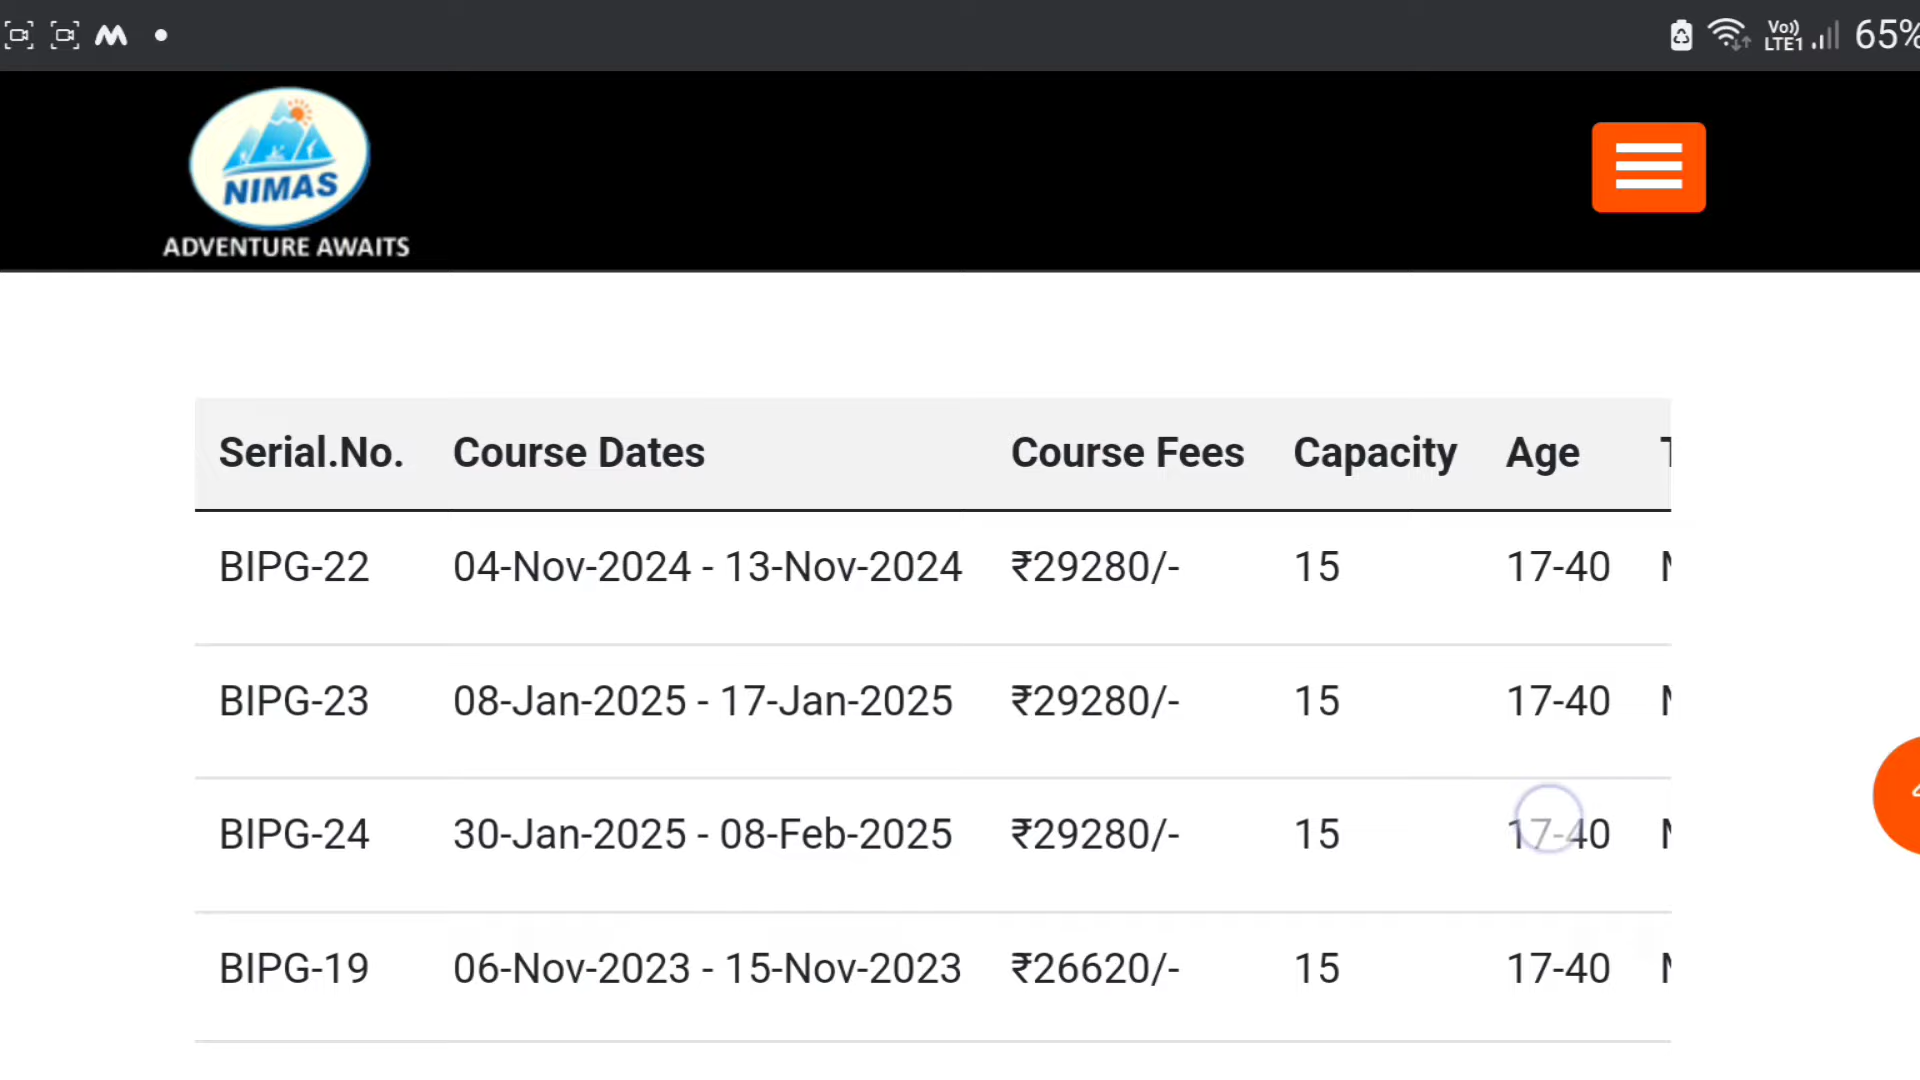 Vo)) LTE1 65%
NIMAS
ADVENTURE AWAITS
Serial.No. Course Dates Course Fees Capacity Age
BIPG-22 04-Nov-2024 - 13-Nov-2024 ₹29280/- 15 17-40
BIPG-23 08-Jan-2025 - 17-Jan-2025 ₹29280/- 15 17-40
BIPG-24 30-Jan-2025 - 08-Feb-2025 ₹29280/- 15 17-40
BIPG-19 06-Nov-2023 - 15-Nov-2023 ₹26620/- 15 17-40